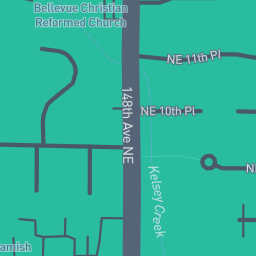 Bellevue Christian
Reformed Church
NE 11th Pl
NE 10th Pl
148th Ave NE
Kelsey Creek